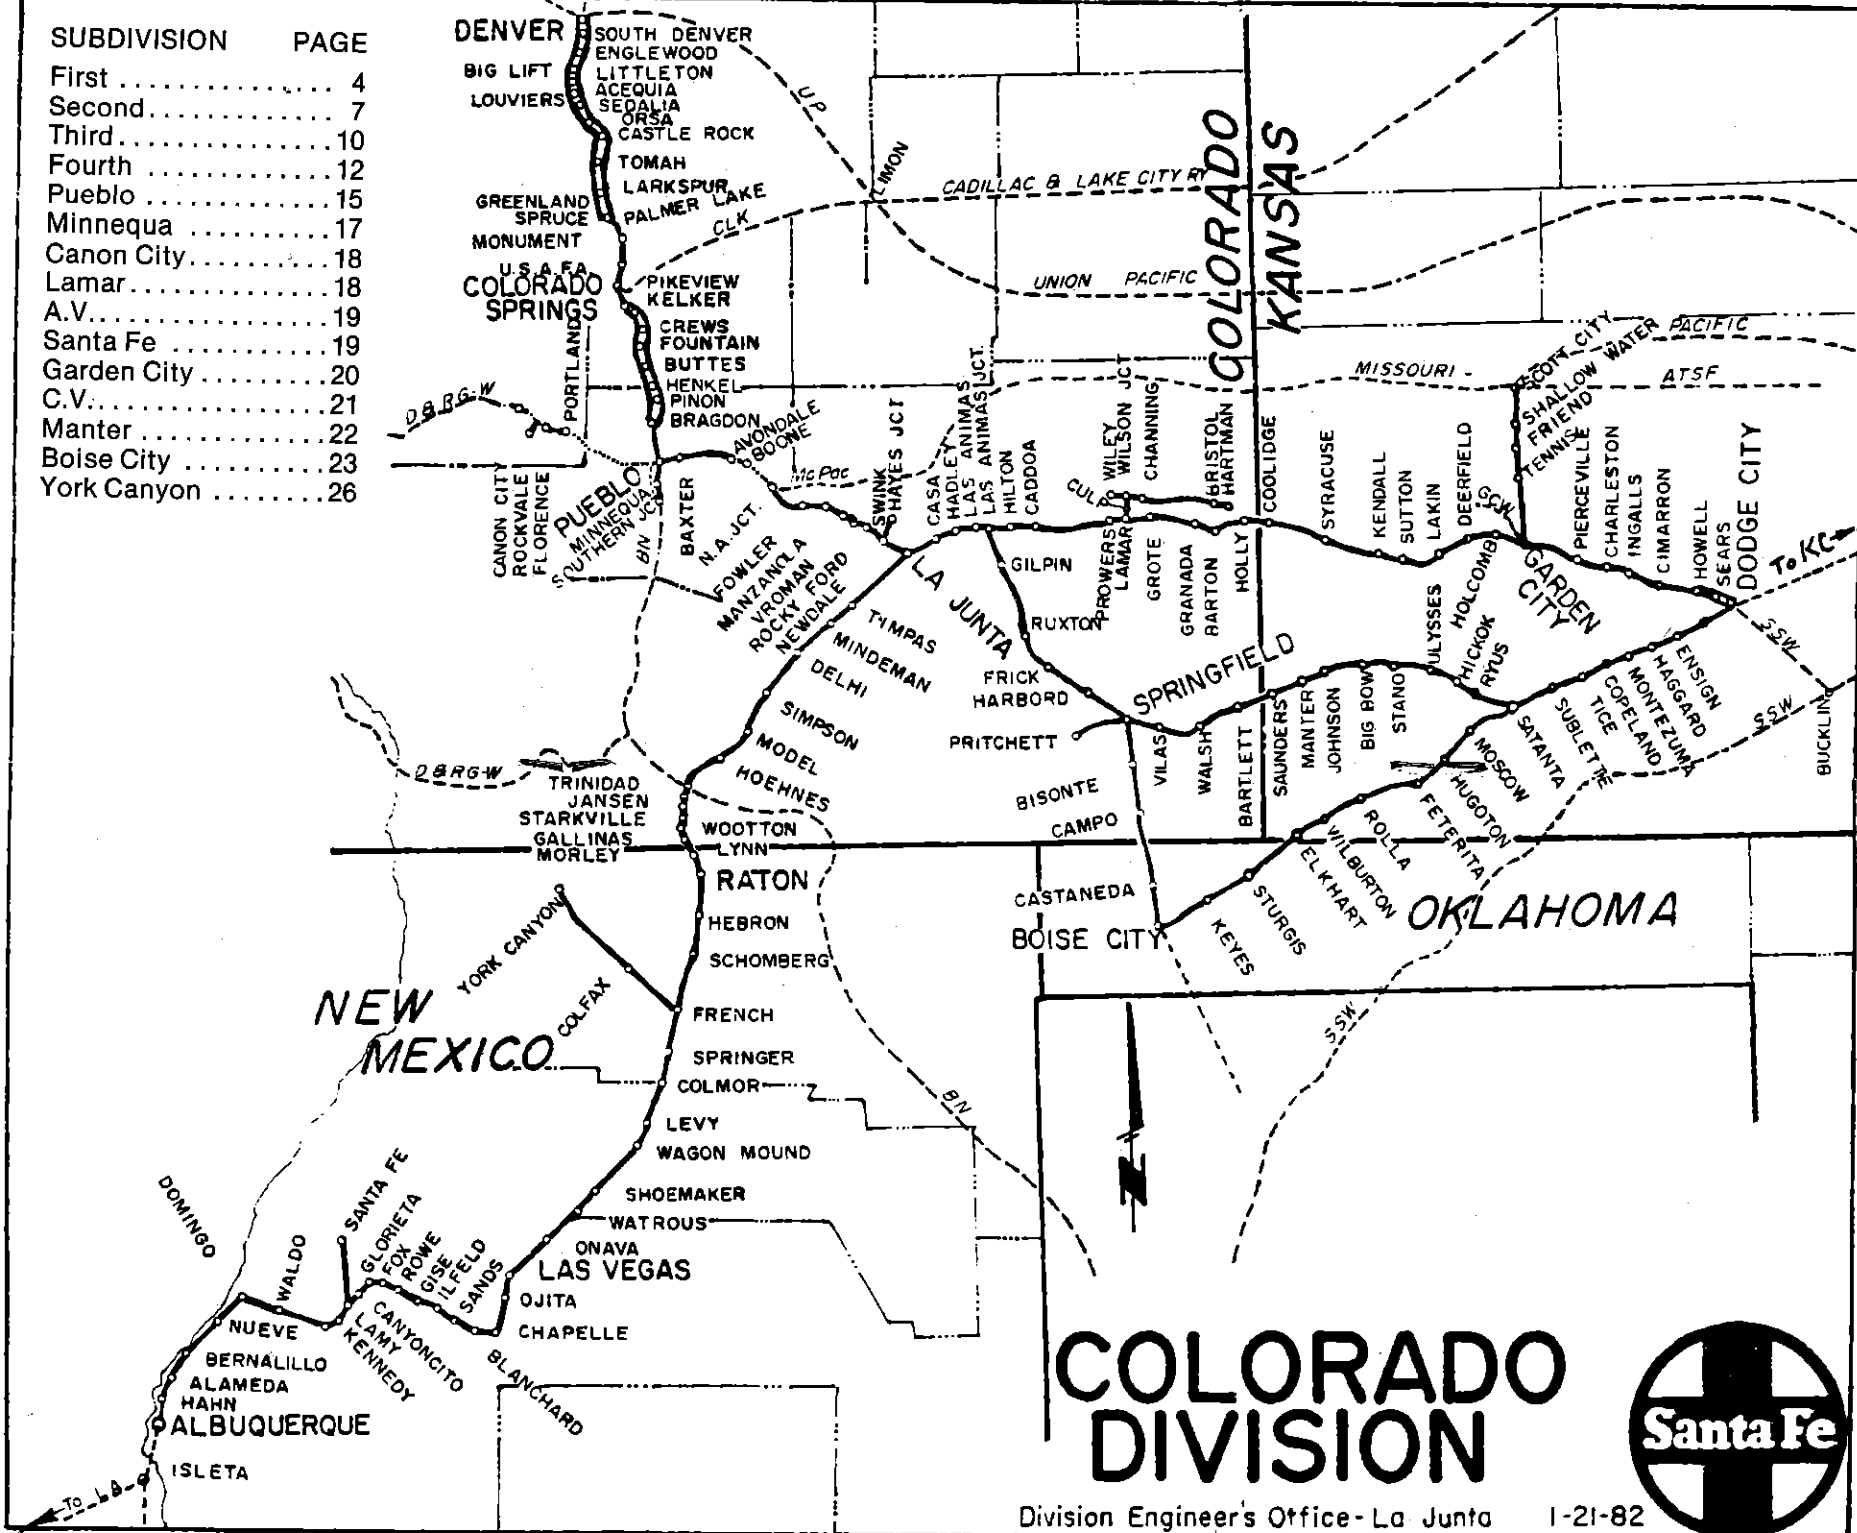 SUBDIVISION PAGE
First .............. 4
Second............. 7
Third.............10
Fourth ...........12
Pueblo ...........15
Minnequa .........17
Canon City.........18
Lamar.............18
A.V...............19
Santa Fe ..........19
Garden City ........20
C.V...............21
Manter ............22
Boise City .........23
York Canyon ........26
DENVER
SOUTH DENVER
ENGLEWOOD
BIG LIFT
LITTLETON
ACEQUIA
LOUVIERS
SEDALIA
ORSA
CASTLE ROCK
TOMAH
LARKSPUR
GREENLAND
SPRUCE
PALMER LAKE
MONUMENT
U.S.A.F.A.
COLORADO
SPRINGS
PIKEVIEW
KELKER
CREWS
FOUNTAIN
BUTTES
HENKEL
PINON
BRAGDON
PORTLAND
D&RG-W
UP
LIMON
CADILLAC & LAKE CITY RY
CLK
UNION PACIFIC
COLORADO
KANSAS
MISSOURI -
PACIFIC
ATSF
SCOTT CITY
SHALLOW WATER
FRIEND
TENNIS
GCW
CANON CITY
ROCKVALE
FLORENCE
PUEBLO
MINNEQUA
SOUTHERN JCT
BN
BAXTER
AVONDALE
BOONE
Mo Pac
N.A. JCT.
FOWLER
MANZANOLA
VROMAN
ROCKY FORD
NEWDALE
SWINK
HAYES JCT
LA JUNTA
CASA
HADLEY
LAS ANIMAS
LAS ANIMAS JCT.
HILTON
CADDOA
CULP
WILEY
WILSON JCT
CHANNING
PROWERS
LAMAR
GROTE
GRANADA
BARTON
BRISTOL
HARTMAN
HOLLY
COOLIDGE
SYRACUSE
KENDALL
SUTTON
LAKIN
DEERFIELD
HOLCOMB
GARDEN
CITY
PIERCEVILLE
CHARLESTON
INGALLS
CIMARRON
HOWELL
SEARS
DODGE CITY
To KC
SSW
SSW
BUCKLIN
GILPIN
RUXTON
FRICK
HARBORD
SPRINGFIELD
PRITCHETT
VILAS
WALSH
BARTLETT
SAUNDERS
MANTER
JOHNSON
BIG BOW
STANO
ULYSSES
HICKOK
RYUS
SATANTA
SUBLETTE
TICE
COPELAND
MONTEZUMA
HAGGARD
ENSIGN
MOSCOW
HUGOTON
FETERITA
ROLLA
WILBURTON
ELKHART
STURGIS
KEYES
BISONTE
CAMPO
CASTANEDA
BOISE CITY
OKLAHOMA
SSW
TIMPAS
MINDEMAN
DELHI
SIMPSON
MODEL
HOEHNES
D&RG-W
TRINIDAD
JANSEN
STARKVILLE
GALLINAS
MORLEY
WOOTTON
LYNN
RATON
HEBRON
SCHOMBERG
YORK CANYON
COLFAX
FRENCH
NEW
MEXICO
SPRINGER
COLMOR
BN
LEVY
WAGON MOUND
SHOEMAKER
WATROUS
ONAVA
LAS VEGAS
OJITA
CHAPELLE
BLANCHARD
SANDS
ILFELD
GISE
ROWE
FOX
GLORIETA
SANTA FE
CANYONCITO
LAMY
KENNEDY
WALDO
DOMINGO
NUEVE
BERNALILLO
ALAMEDA
HAHN
ALBUQUERQUE
ISLETA
To LA
N
COLORADO
DIVISION
Santa Fe
Division Engineer's Office - La Junta 1-21-82